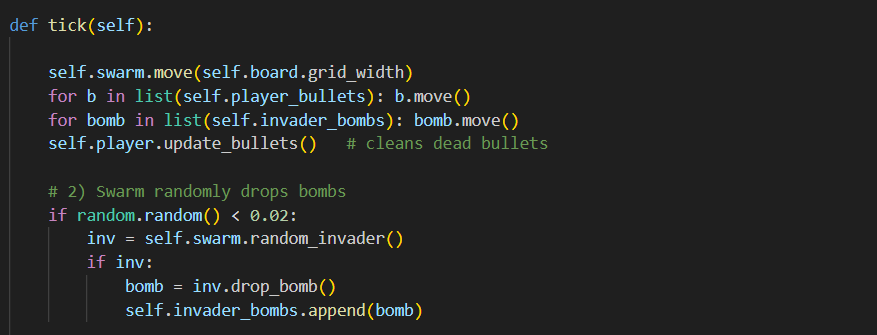 def tick(self):
self.swarm.move(self.board.grid_width)
for b in list(self.player_bullets): b.move()
for bomb in list(self.invader_bombs): bomb.move()
self.player.update_bullets()   # cleans dead bullets
# 2) Swarm randomly drops bombs
if random.random() < 0.02:
inv = self.swarm.random_invader()
if inv:
bomb = inv.drop_bomb()
self.invader_bombs.append(bomb)